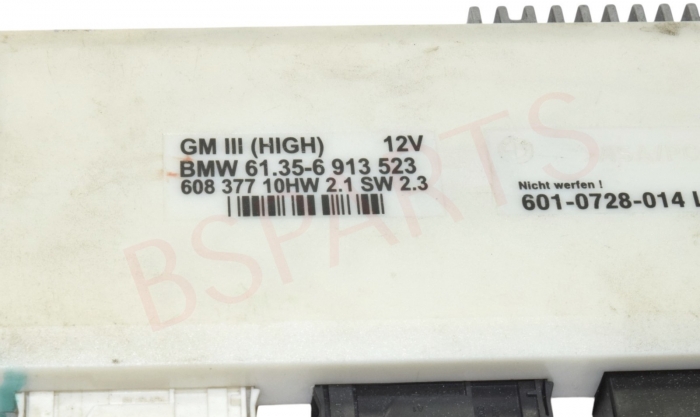 GM III (HIGH) 12V
BMW 61.35-6 913 523
608 377 10HW 2.1 SW 2.3
Nicht werfen !
601-0728-014
BSPARTS